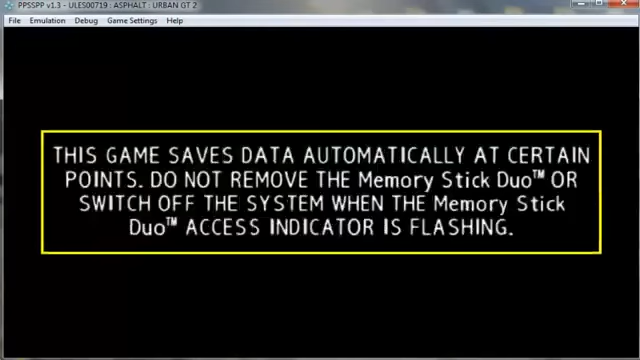 PPSSPP v1.3 - ULES00719 : ASPHALT : URBAN GT 2
File Emulation Debug Game Settings Help
THIS GAME SAVES DATA AUTOMATICALLY AT CERTAIN
POINTS. DO NOT REMOVE THE Memory Stick Duo™ OR
SWITCH OFF THE SYSTEM WHEN THE Memory Stick
Duo™ ACCESS INDICATOR IS FLASHING.